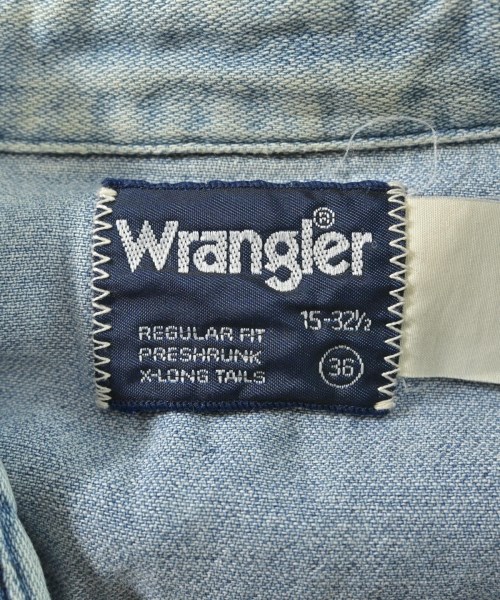 Wrangler®
15-32½
REGULAR FIT
PRESHRUNK
X-LONG TAILS
36